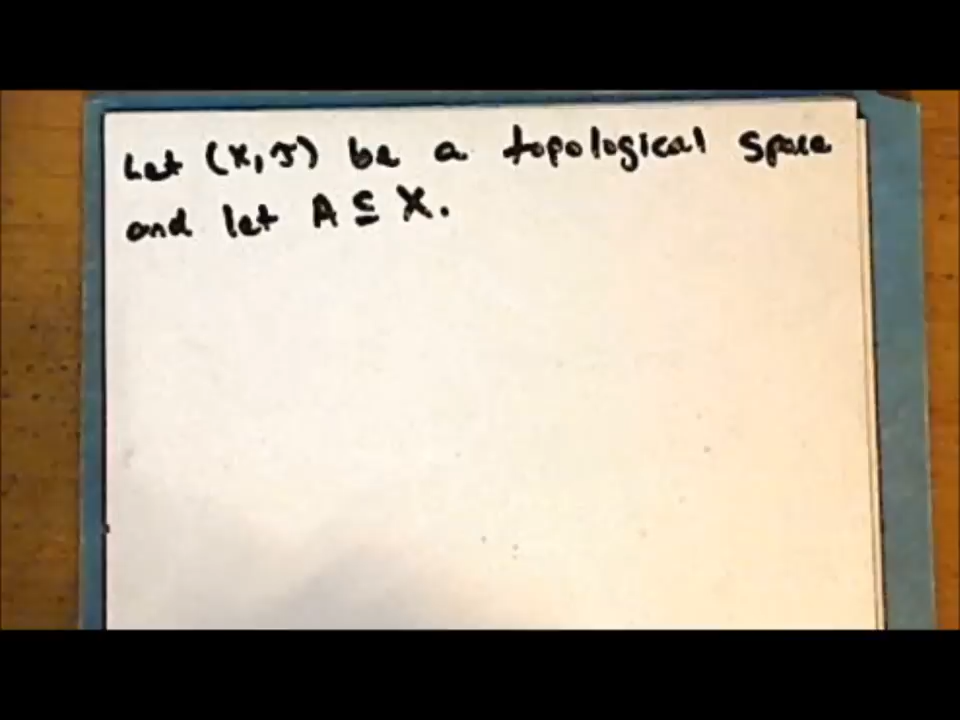 Let (X, T) be a topological space
and let A ⊆ X.